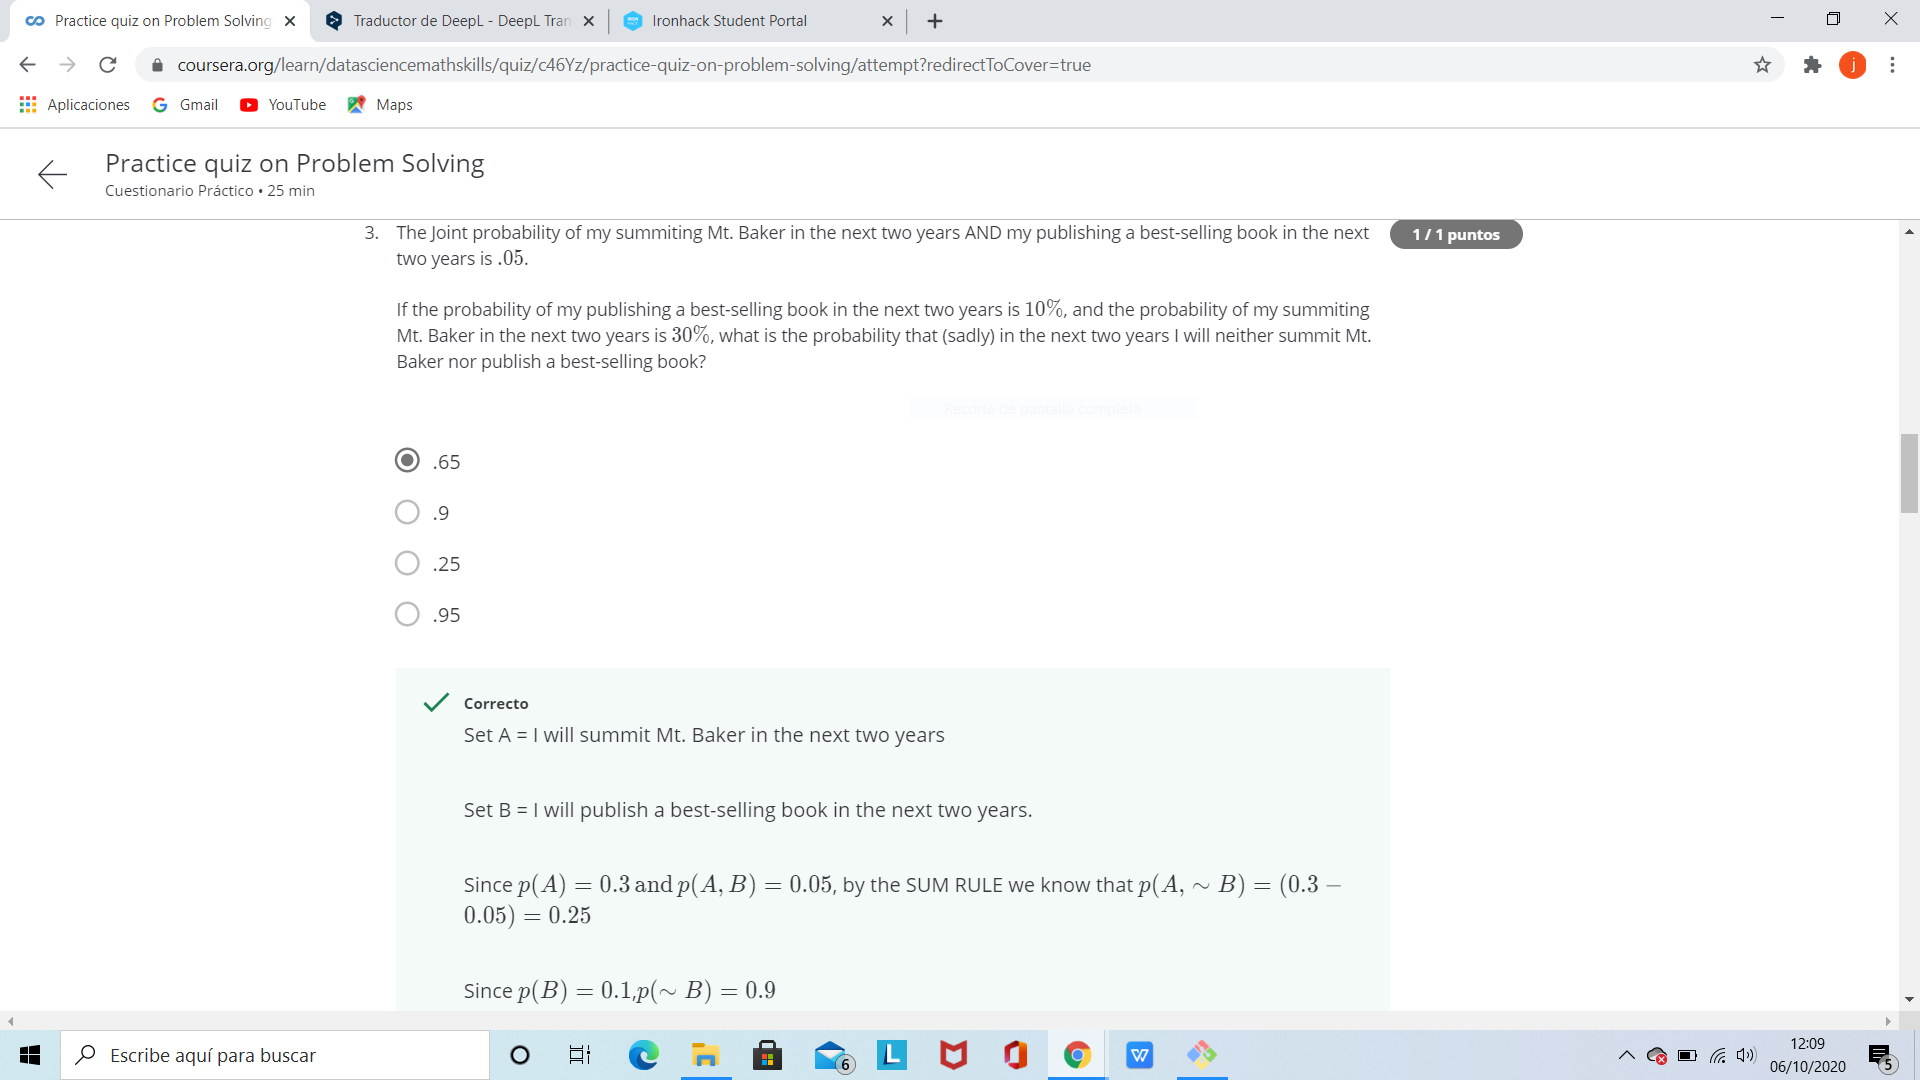 Practice quiz on Problem Solving
Traductor de DeepL - DeepL Tran
Ironhack Student Portal
coursera.org/learn/datasciencemathskills/quiz/c46Yz/practice-quiz-on-problem-solving/attempt?redirectToCover=true
j
Aplicaciones
Gmail
YouTube
Maps
Practice quiz on Problem Solving
Cuestionario Práctico • 25 min
3. The Joint probability of my summiting Mt. Baker in the next two years AND my publishing a best-selling book in the next
two years is .05.
1 / 1 puntos
If the probability of my publishing a best-selling book in the next two years is 10%, and the probability of my summiting
Mt. Baker in the next two years is 30%, what is the probability that (sadly) in the next two years I will neither summit Mt.
Baker nor publish a best-selling book?
Recorte de pantalla completa
.65
.9
.25
.95
Correcto
Set A = I will summit Mt. Baker in the next two years
Set B = I will publish a best-selling book in the next two years.
Since p(A) = 0.3 and p(A, B) = 0.05, by the SUM RULE we know that p(A, ∼ B) = (0.3 −
0.05) = 0.25
Since p(B) = 0.1,p(∼ B) = 0.9
Escribe aquí para buscar
6
L
W
12:09
06/10/2020
5